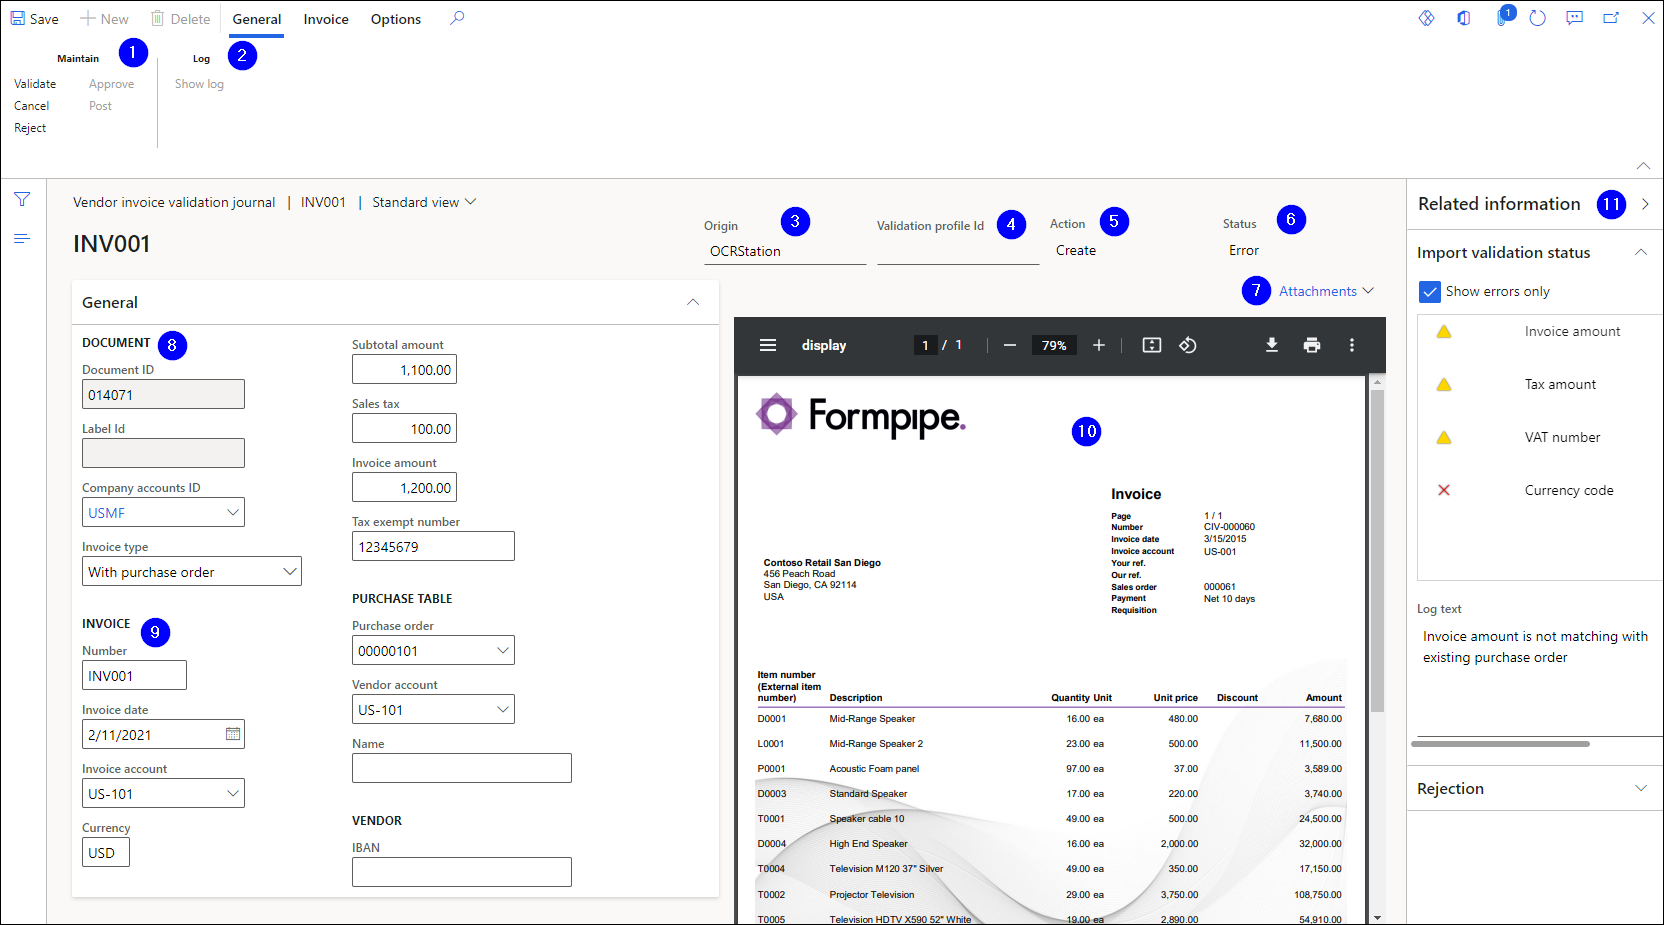 Save New Delete General Invoice Options 1
Maintain 1 Log 2
Validate Approve Show log
Cancel Post
Reject
Vendor invoice validation journal | INV001 | Standard view
INV001
Origin 3 Validation profile Id 4 Action 5 Status 6
OCRStation Create Error
7 Attachments
General
DOCUMENT 8
Document ID
014071
Label Id
Company accounts ID
USMF
Invoice type
With purchase order
INVOICE 9
Number
INV001
Invoice date
2/11/2021
Invoice account
US-101
Currency
USD
Subtotal amount
1,100.00
Sales tax
100.00
Invoice amount
1,200.00
Tax exempt number
12345679
PURCHASE TABLE
Purchase order
00000101
Vendor account
US-101
Name
VENDOR
IBAN
display 1 / 1 79%
Formpipe.
10
Invoice
Page 1 / 1
Number CIV-000060
Invoice date 3/15/2015
Invoice account US-001
Your ref.
Our ref.
Sales order 000061
Payment Net 10 days
Requisition
Contoso Retail San Diego
456 Peach Road
San Diego, CA 92114
USA
Item number
(External item
number) Description Quantity Unit Unit price Discount Amount
D0001 Mid-Range Speaker 16.00 ea 480.00 7,680.00
L0001 Mid-Range Speaker 2 23.00 ea 500.00 11,500.00
P0001 Acoustic Foam panel 97.00 ea 37.00 3,589.00
D0003 Standard Speaker 17.00 ea 220.00 3,740.00
T0001 Speaker cable 10 49.00 ea 500.00 24,500.00
D0004 High End Speaker 16.00 ea 2,000.00 32,000.00
T0004 Television M120 37" Silver 49.00 ea 350.00 17,150.00
T0002 Projector Television 29.00 ea 3,750.00 108,750.00
T0005 Television HDTV X590 52" White 19.00 ea 2,890.00 54,910.00
Related information 11
Import validation status
Show errors only
Invoice amount
Tax amount
VAT number
Currency code
Log text
Invoice amount is not matching with
existing purchase order
Rejection